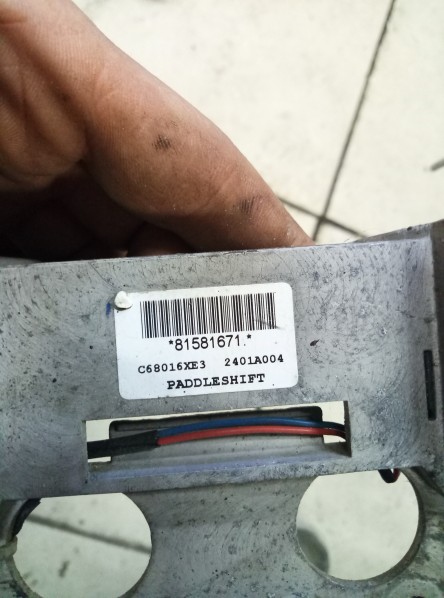 *81581671.*
C68016XE3 2401A004
PADDLESHIFT